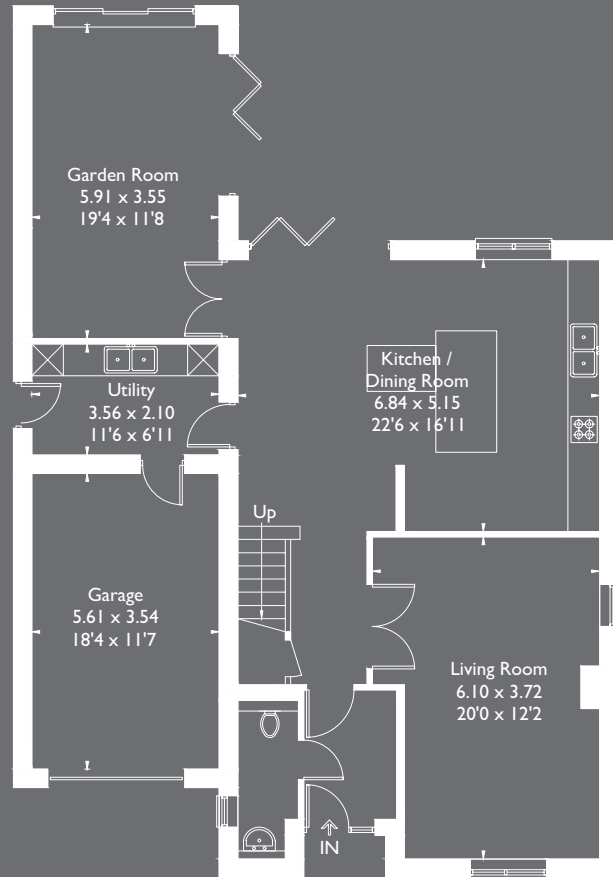 Garden Room
5.91 x 3.55
19'4 x 11'8
Kitchen /
Dining Room
6.84 x 5.15
22'6 x 16'11
Utility
3.56 x 2.10
11'6 x 6'11
Up
Garage
5.61 x 3.54
18'4 x 11'7
Living Room
6.10 x 3.72
20'0 x 12'2
IN